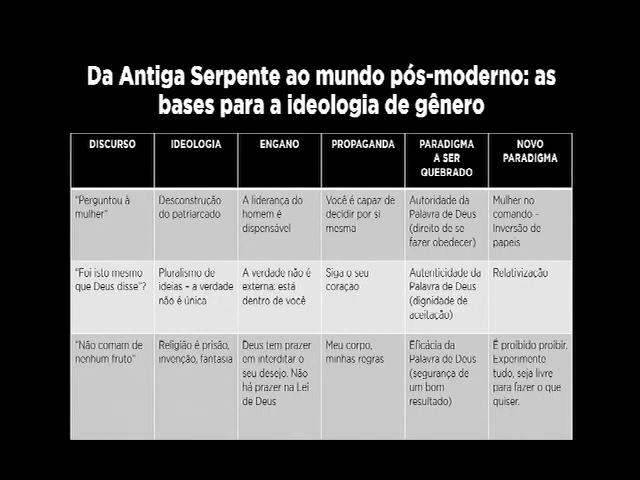 Da Antiga Serpente ao mundo pós-moderno: as
bases para a ideologia de gênero
DISCURSO
IDEOLOGIA
ENGANO
PROPAGANDA
PARADIGMA
A SER
QUEBRADO
NOVO
PARADIGMA
"Perguntou à
mulher"
Desconstrução
do patriarcado
A liderança do
homem é
dispensável
Você é capaz de
decidir por si
mesma
Autoridade da
Palavra de Deus
(direito de se
fazer obedecer)
Mulher no
comando –
Inversão de
papeis
"Foi isto mesmo
que Deus disse"?
Pluralismo de
ideias – a verdade
não é única
A verdade não é
externa: está
dentro de você
Siga o seu
coração
Autenticidade da
Palavra de Deus
(dignidade de
aceitação)
Relativização
"Não comam de
nenhum fruto"
Religião é prisão,
invenção, fantasia
Deus tem prazer
em interditar o
seu desejo. Não
há prazer na Lei
de Deus
Meu corpo,
minhas regras
Eficácia da
Palavra de Deus
(segurança de
um bom
resultado)
É proibido proibir.
Experimente
tudo, seja livre
para fazer o que
quiser.